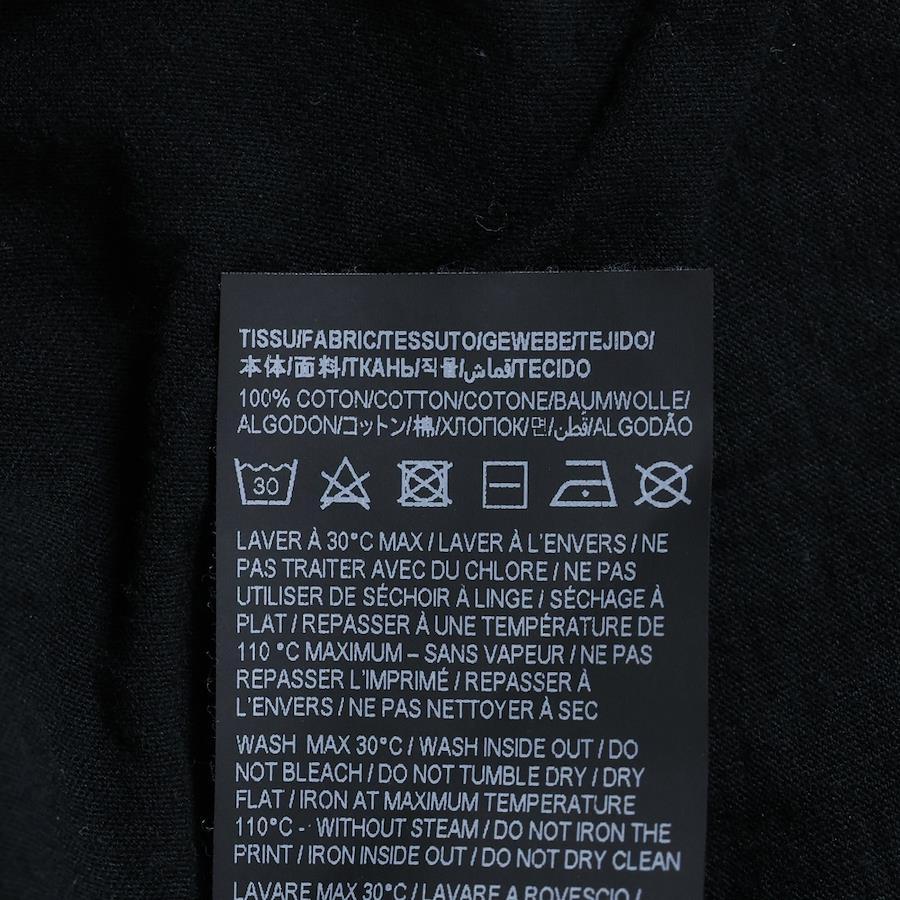 TISSU/FABRIC/TESSUTO/GEWEBE/TEJIDO/
本体/面料/ТКАНЬ/직물/قماش/TECIDO
100% COTON/COTTON/COTONE/BAUMWOLLE/
ALGODON/コットン/棉/ХЛОПОК/면/قطن/ALGODÃO
30
LAVER À 30°C MAX / LAVER À L'ENVERS / NE
PAS TRAITER AVEC DU CHLORE / NE PAS
UTILISER DE SÉCHOIR À LINGE / SÉCHAGE À
PLAT / REPASSER À UNE TEMPÉRATURE DE
110 °C MAXIMUM – SANS VAPEUR / NE PAS
REPASSER L'IMPRIMÉ / REPASSER À
L'ENVERS / NE PAS NETTOYER À SEC
WASH MAX 30°C / WASH INSIDE OUT / DO
NOT BLEACH / DO NOT TUMBLE DRY / DRY
FLAT / IRON AT MAXIMUM TEMPERATURE
110°C - WITHOUT STEAM / DO NOT IRON THE
PRINT / IRON INSIDE OUT / DO NOT DRY CLEAN
LAVARE MAX 30°C / LAVARE A ROVESCIO /